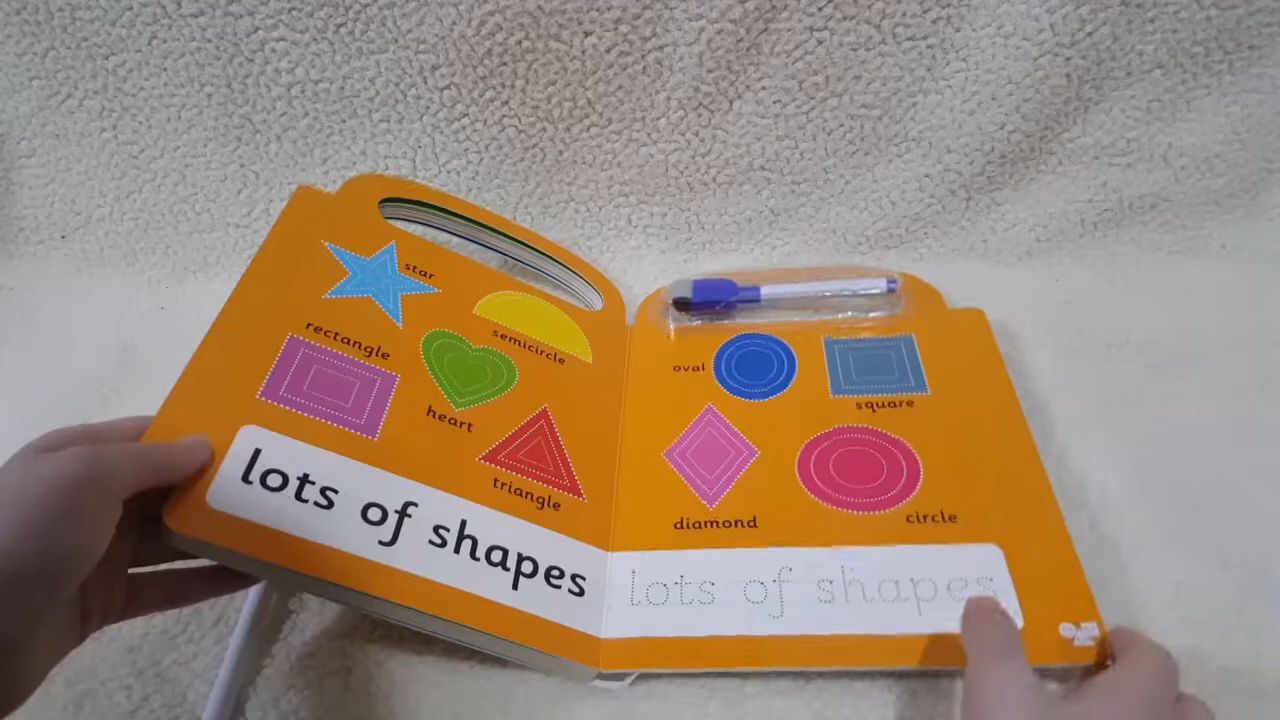 star
semicircle
rectangle
heart
triangle
lots of shapes
oval
square
diamond
circle
lots of shapes